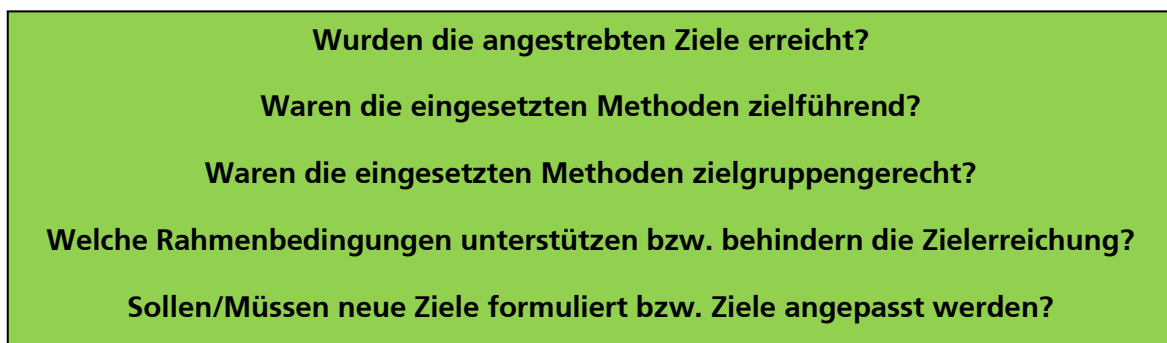 Wurden die angestrebten Ziele erreicht?
Waren die eingesetzten Methoden zielführend?
Waren die eingesetzten Methoden zielgruppengerecht?
Welche Rahmenbedingungen unterstützen bzw. behindern die Zielerreichung?
Sollen/Müssen neue Ziele formuliert bzw. Ziele angepasst werden?